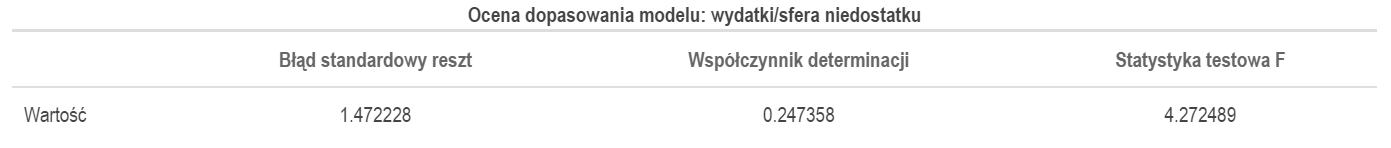 Ocena dopasowania modelu: wydatki/sfera niedostatku
Błąd standardowy reszt Współczynnik determinacji Statystyka testowa F
Wartość 1.472228 0.247358 4.272489